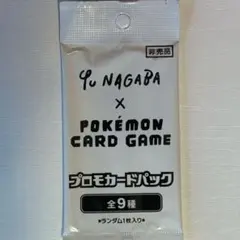 非売品
YU NAGABA
×
POKÉMON
CARD GAME
プロモカードパック
全9種
*ランダム1枚入り*